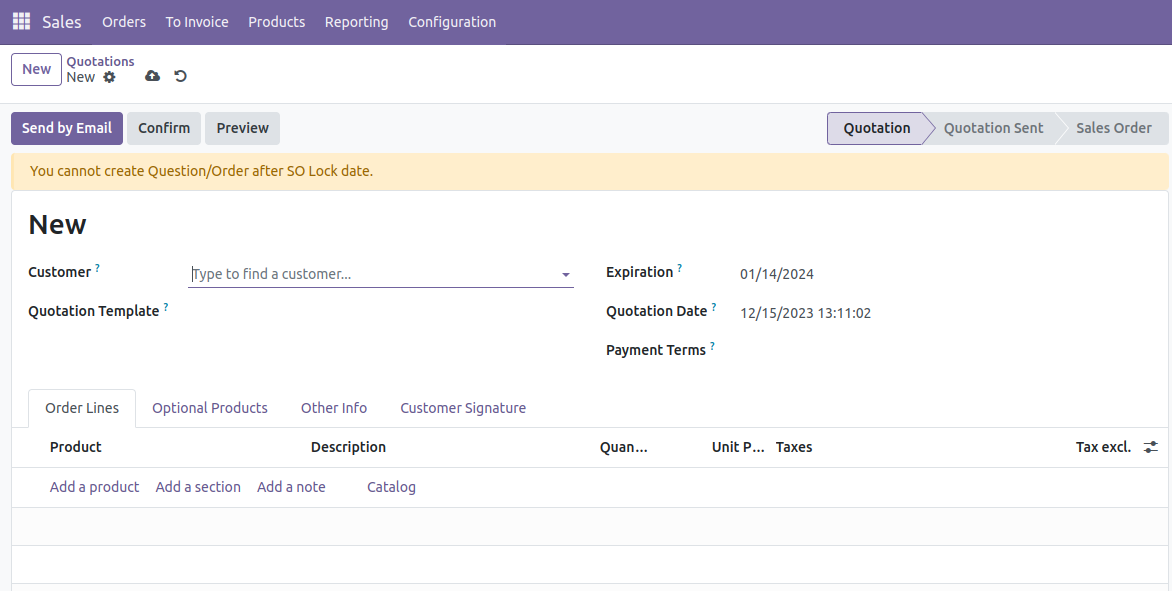 Sales Orders To Invoice Products Reporting Configuration
New Quotations
New
Send by Email Confirm Preview Quotation Quotation Sent Sales Order
You cannot create Question/Order after SO Lock date.
New
Customer ? Type to find a customer... Expiration ? 01/14/2024
Quotation Template ? Quotation Date ? 12/15/2023 13:11:02
Payment Terms ?
Order Lines Optional Products Other Info Customer Signature
Product Description Quan... Unit P... Taxes Tax excl.
Add a product Add a section Add a note Catalog